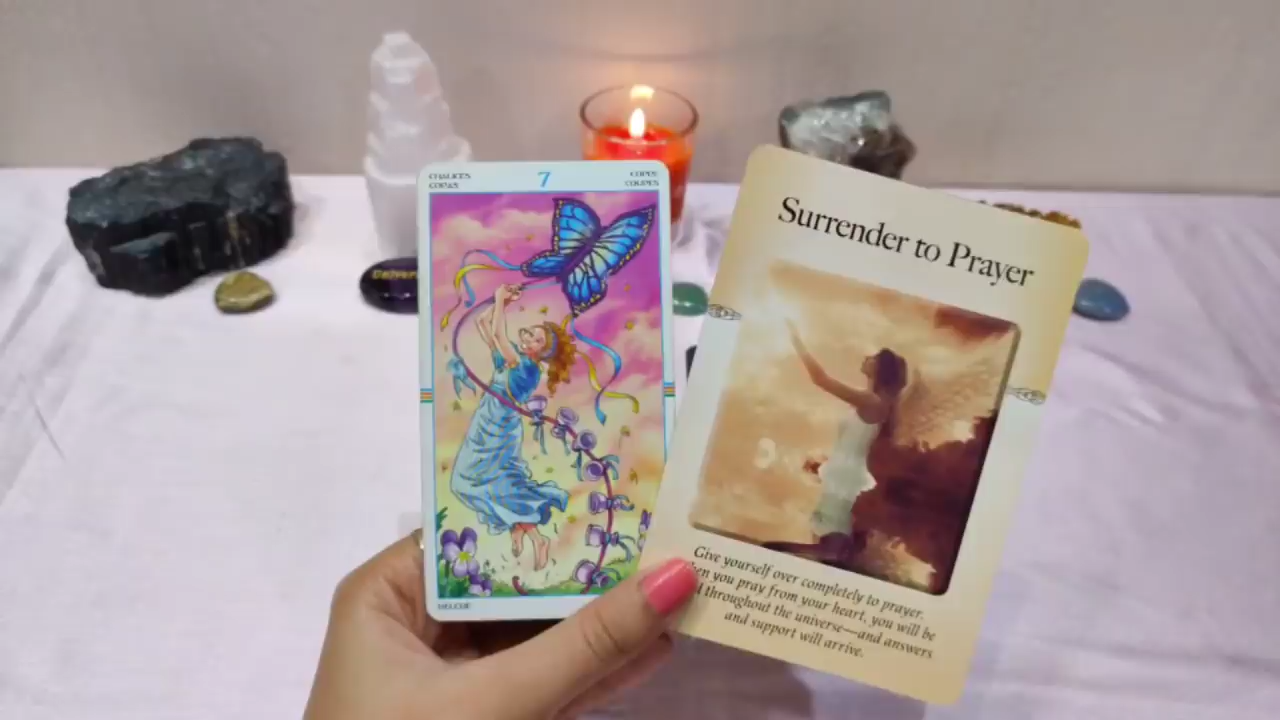 CHALICES
COPAS
7
COPES
COUPES
Surrender to Prayer
Give yourself over completely to prayer.
you pray from your heart, you will be
throughout the universe—and answers
and support will arrive.